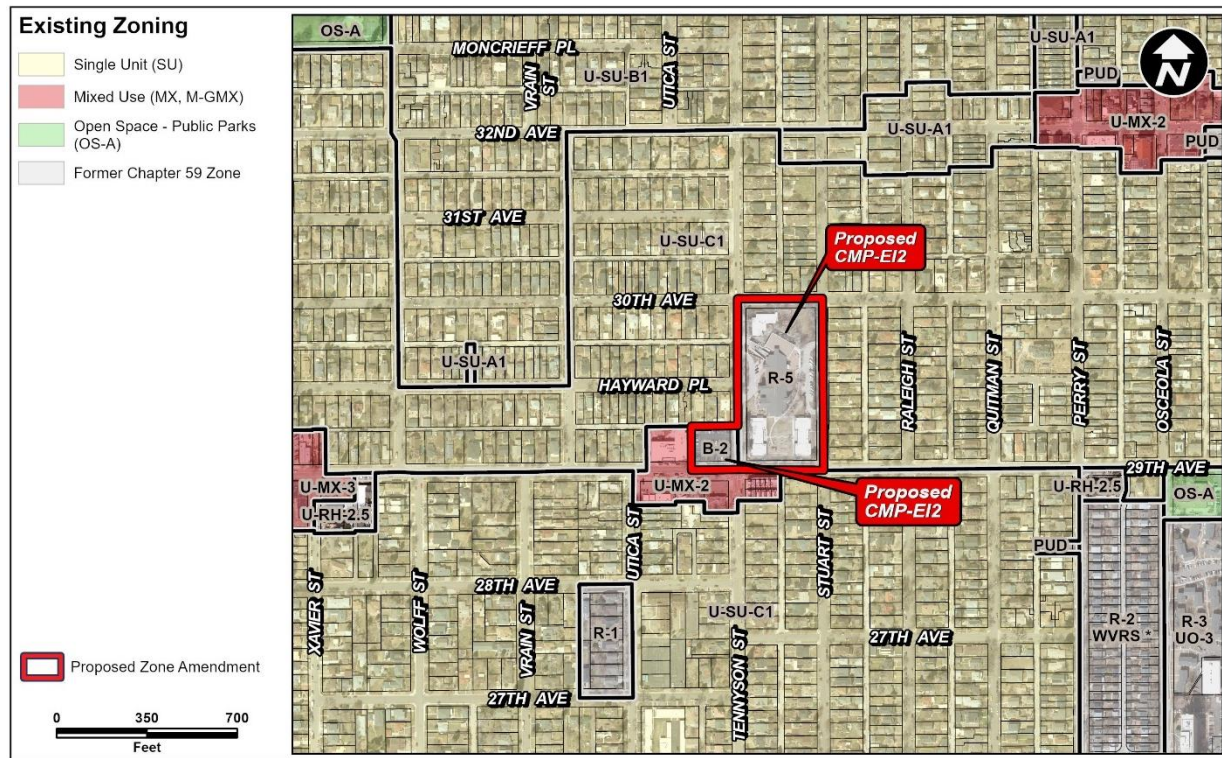 Existing Zoning
Single Unit (SU)
Mixed Use (MX, M-GMX)
Open Space - Public Parks
(OS-A)
Former Chapter 59 Zone
Proposed Zone Amendment
0 350 700
Feet
OS-A
MONCRIEFF PL
VRAIN ST
U-SU-B1
UTICA ST
U-SU-A1
PUD
N
32ND AVE
U-SU-A1
U-MX-2
PUD
31ST AVE
U-SU-C1
Proposed
CMP-EI2
30TH AVE
U-SU-A1
HAYWARD PL
R-5
RALEIGH ST
QUITMAN ST
PERRY ST
OSCEOLA ST
B-2
29TH AVE
U-MX-3
U-RH-2.5
U-MX-2
Proposed
CMP-EI2
U-RH-2.5
OS-A
PUD
XAVIER ST
WOLFF ST
VRAIN ST
UTICA ST
28TH AVE
R-1
27TH AVE
TENNYSON ST
U-SU-C1
STUART ST
27TH AVE
R-2
WVRS *
R-3
UO-3